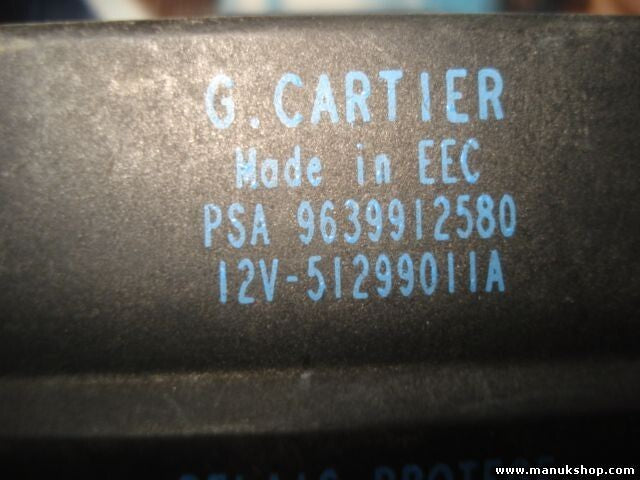 G.CARTIER
Made in EEC
PSA 9639912580
12V-51299011A
www.manukshop.com